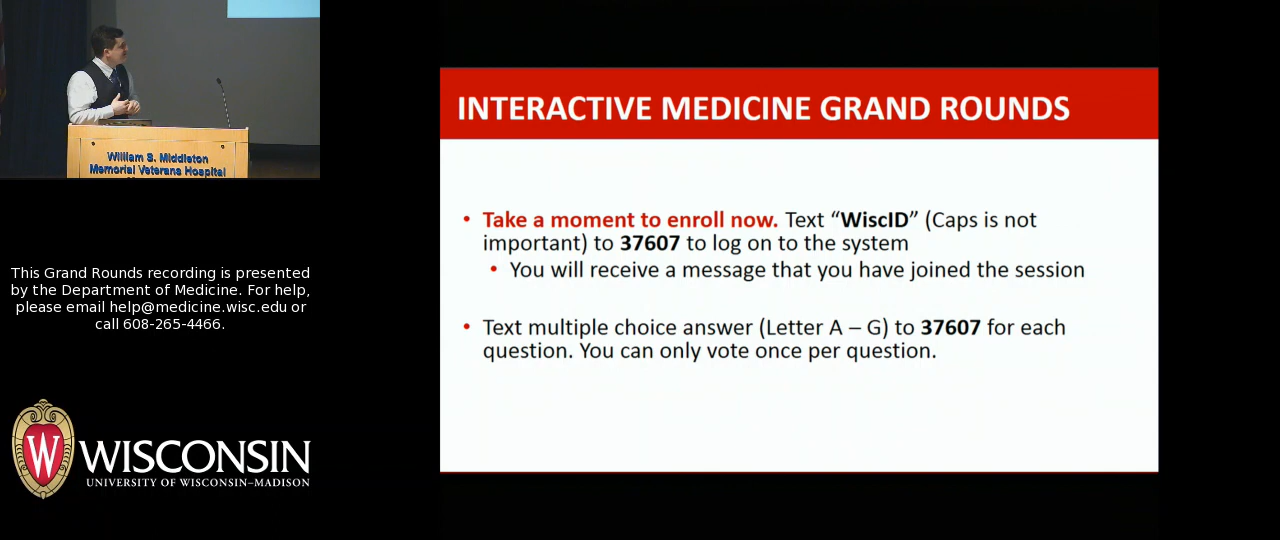 William S. Middleton
Memorial Veterans Hospital
This Grand Rounds recording is presented
by the Department of Medicine. For help,
please email help@medicine.wisc.edu or
call 608-265-4466.
W WISCONSIN
UNIVERSITY OF WISCONSIN–MADISON
INTERACTIVE MEDICINE GRAND ROUNDS
• Take a moment to enroll now. Text “WiscID” (Caps is not
important) to 37607 to log on to the system
• You will receive a message that you have joined the session
• Text multiple choice answer (Letter A – G) to 37607 for each
question. You can only vote once per question.